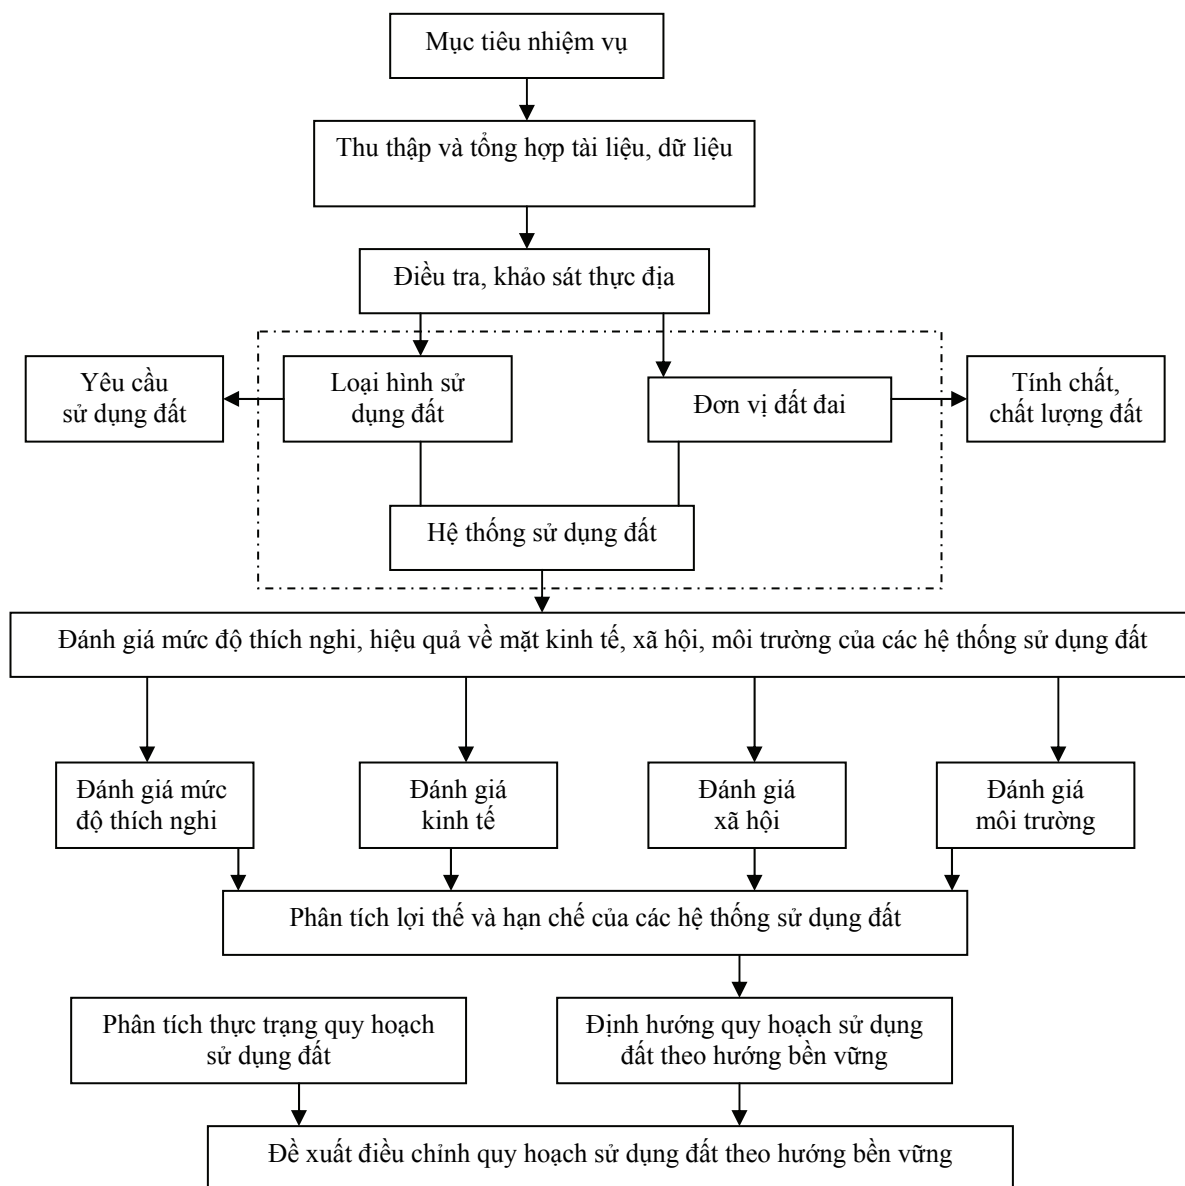 Mục tiêu nhiệm vụ
Thu thập và tổng hợp tài liệu, dữ liệu
Điều tra, khảo sát thực địa
Yêu cầu
sử dụng đất
Loại hình sử
dụng đất
Đơn vị đất đai
Tính chất,
chất lượng đất
Hệ thống sử dụng đất
Đánh giá mức độ thích nghi, hiệu quả về mặt kinh tế, xã hội, môi trường của các hệ thống sử dụng đất
Đánh giá mức
độ thích nghi
Đánh giá
kinh tế
Đánh giá
xã hội
Đánh giá
môi trường
Phân tích lợi thế và hạn chế của các hệ thống sử dụng đất
Phân tích thực trạng quy hoạch
sử dụng đất
Định hướng quy hoạch sử dụng
đất theo hướng bền vững
Đề xuất điều chỉnh quy hoạch sử dụng đất theo hướng bền vững